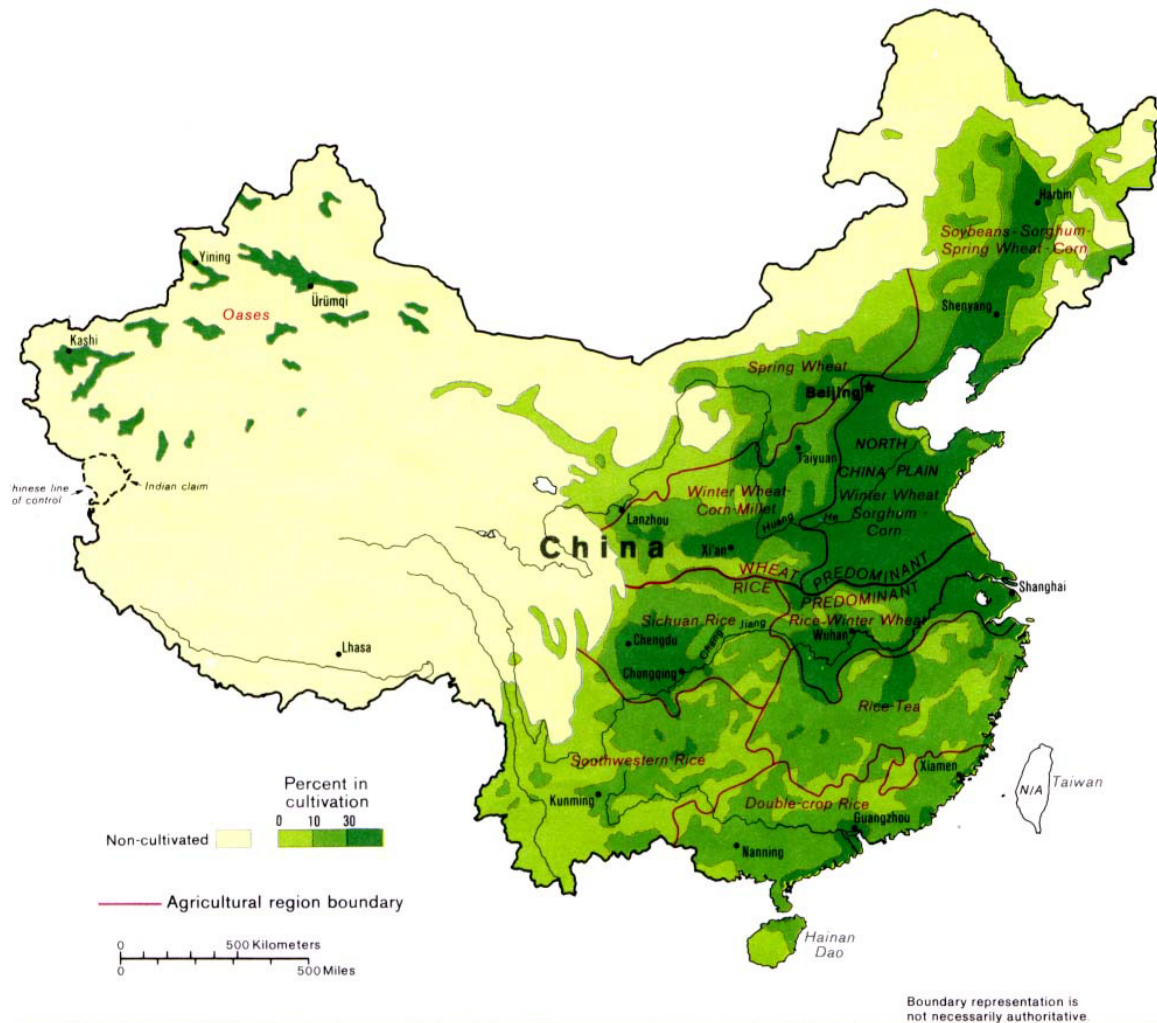 Harbin
Soybeans-Sorghum-
Spring Wheat-Corn
Yining
Ürümqi
Oases
Shenyang
Kashi
Spring Wheat
Beijing
NORTH
Taiyuan
CHINA PLAIN
hinese line
of control
Indian claim
Winter Wheat-
Corn-Millet
Winter Wheat
Sorghum-
Corn
Lanzhou
Huang
He
China
Xi'an
WHEAT PREDOMINANT
RICE PREDOMINANT
Shanghai
Sichuan Rice
Rice-Winter Wheat
Chengdu
Chang Jiang
Wuhan
Lhasa
Chongqing
Rice-Tea
Southwestern Rice
Xiamen
N/A
Taiwan
Kunming
Double-crop Rice
Guangzhou
Nanning
Hainan
Dao
Percent in
cultivation
0 10 30
Non-cultivated
Agricultural region boundary
0 500 Kilometers
0 500 Miles
Boundary representation is
not necessarily authoritative.